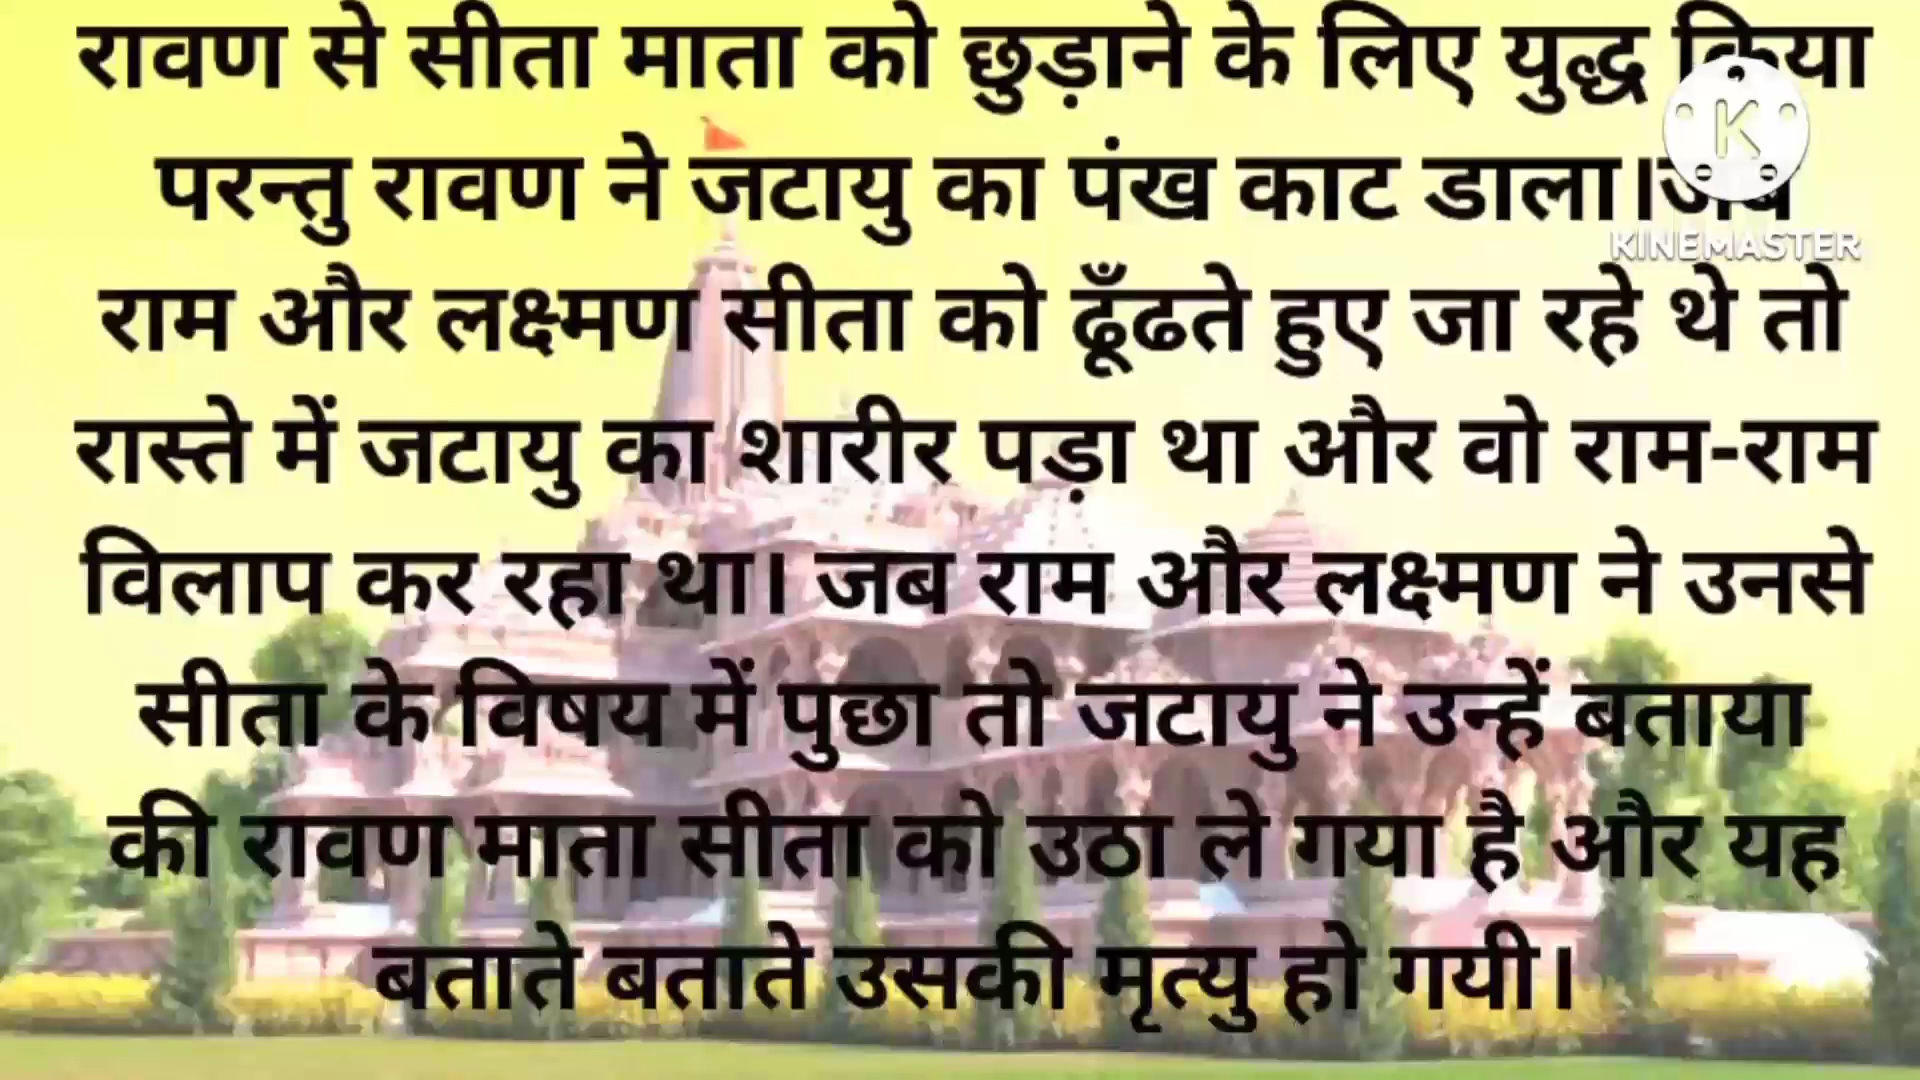 रावण से सीता माता को छुड़ाने के लिए युद्ध किया
परन्तु रावण ने जटायु का पंख काट डाला।जब
KINEMASTER
राम और लक्ष्मण सीता को ढूँढते हुए जा रहे थे तो
रास्ते में जटायु का शारीर पड़ा था और वो राम-राम
विलाप कर रहा था। जब राम और लक्ष्मण ने उनसे
सीता के विषय में पुछा तो जटायु ने उन्हें बताया
की रावण माता सीता को उठा ले गया है और यह
बताते बताते उसकी मृत्यु हो गयी।